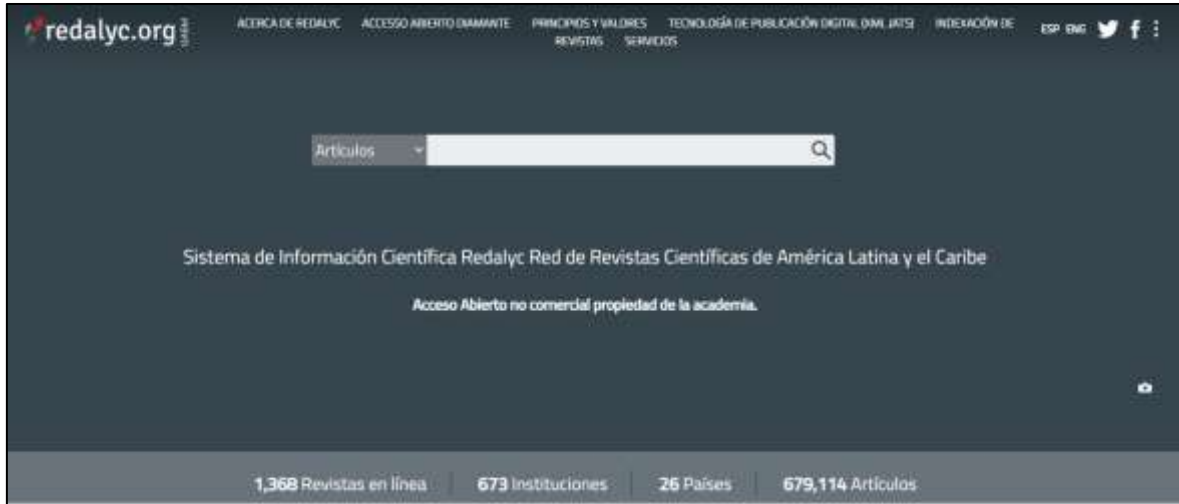 redalyc.org
ACERCA DE REDALYC ACCESSO ABIERTO DIAMANTE PRINCIPIOS Y VALORES TECNOLOGÍA DE PUBLICACIÓN DIGITAL (XML JATS) INDEXACIÓN DE
REVISTAS SERVICIOS
ESP ENG
Artículos
Sistema de Información Científica Redalyc Red de Revistas Científicas de América Latina y el Caribe
Acceso Abierto no comercial propiedad de la academia.
1,368 Revistas en línea 673 Instituciones 26 Países 679,114 Artículos